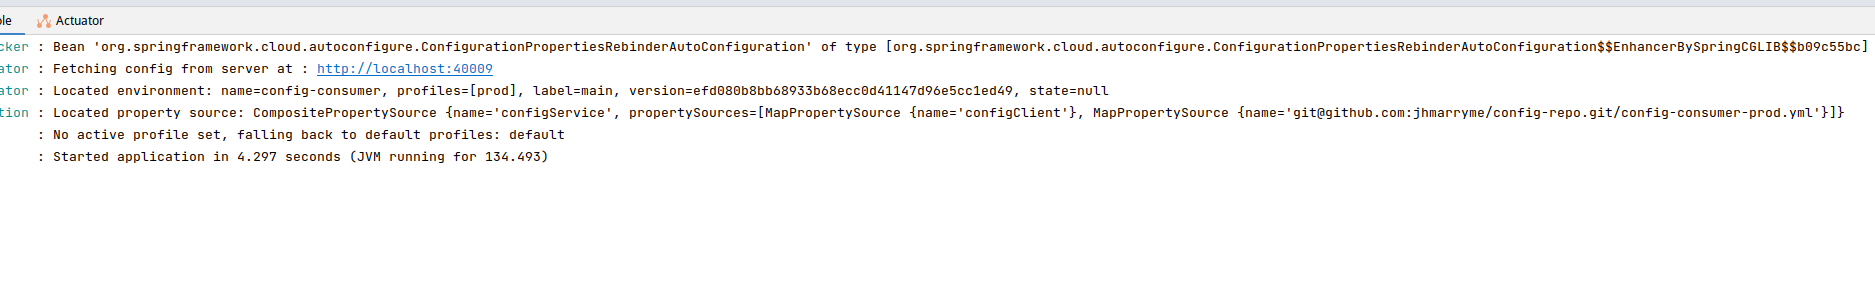 ole Actuator
cker : Bean 'org.springframework.cloud.autoconfigure.ConfigurationPropertiesRebinderAutoConfiguration' of type [org.springframework.cloud.autoconfigure.ConfigurationPropertiesRebinderAutoConfiguration$$EnhancerBySpringCGLIB$$b09c55bc]
ator : Fetching config from server at : http://localhost:40009
ator : Located environment: name=config-consumer, profiles=[prod], label=main, version=efd080b8bb68933b68ecc0d41147d96e5cc1ed49, state=null
tion : Located property source: CompositePropertySource {name='configService', propertySources=[MapPropertySource {name='configClient'}, MapPropertySource {name='git@github.com:jhmarryme/config-repo.git/config-consumer-prod.yml'}]}
: No active profile set, falling back to default profiles: default
: Started application in 4.297 seconds (JVM running for 134.493)